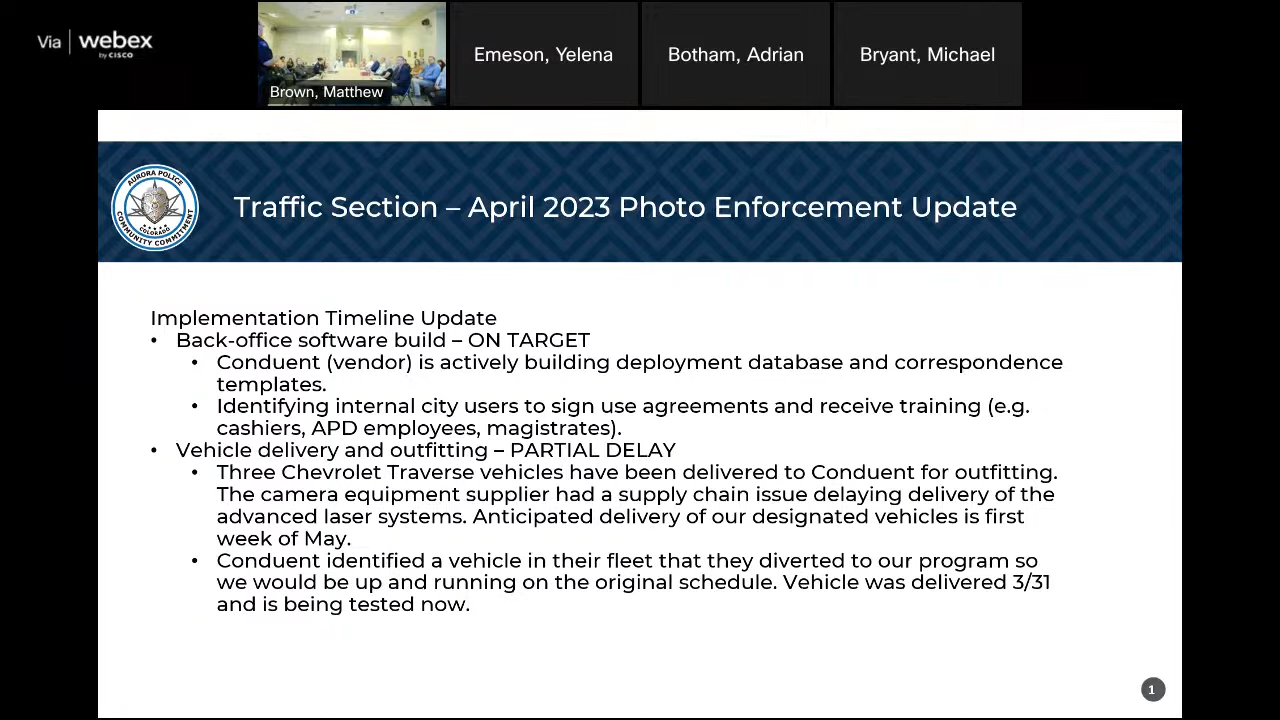 Via | webex
by CISCO
Brown, Matthew
Emeson, Yelena
Botham, Adrian
Bryant, Michael
AURORA POLICE
COLORADO
COMMUNITY COMMITMENT
Traffic Section – April 2023 Photo Enforcement Update
Implementation Timeline Update
• Back-office software build – ON TARGET
• Conduent (vendor) is actively building deployment database and correspondence
templates.
• Identifying internal city users to sign use agreements and receive training (e.g.
cashiers, APD employees, magistrates).
• Vehicle delivery and outfitting – PARTIAL DELAY
• Three Chevrolet Traverse vehicles have been delivered to Conduent for outfitting.
The camera equipment supplier had a supply chain issue delaying delivery of the
advanced laser systems. Anticipated delivery of our designated vehicles is first
week of May.
• Conduent identified a vehicle in their fleet that they diverted to our program so
we would be up and running on the original schedule. Vehicle was delivered 3/31
and is being tested now.
1